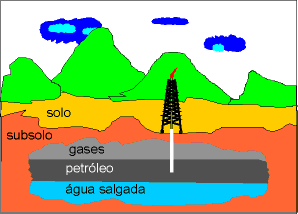 solo
subsolo
gases
petróleo
água salgada